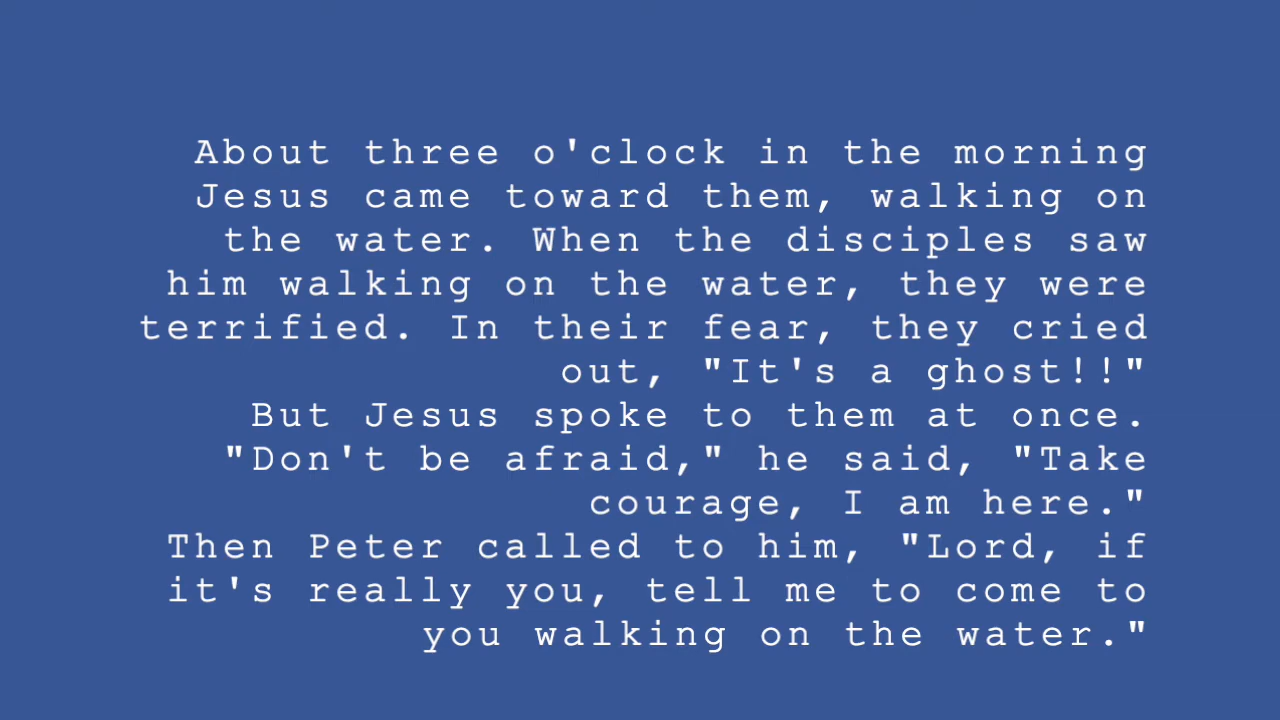 About three o'clock in the morning
Jesus came toward them, walking on
the water. When the disciples saw
him walking on the water, they were
terrified. In their fear, they cried
out, "It's a ghost!!"
But Jesus spoke to them at once.
"Don't be afraid," he said, "Take
courage, I am here."
Then Peter called to him, "Lord, if
it's really you, tell me to come to
you walking on the water."